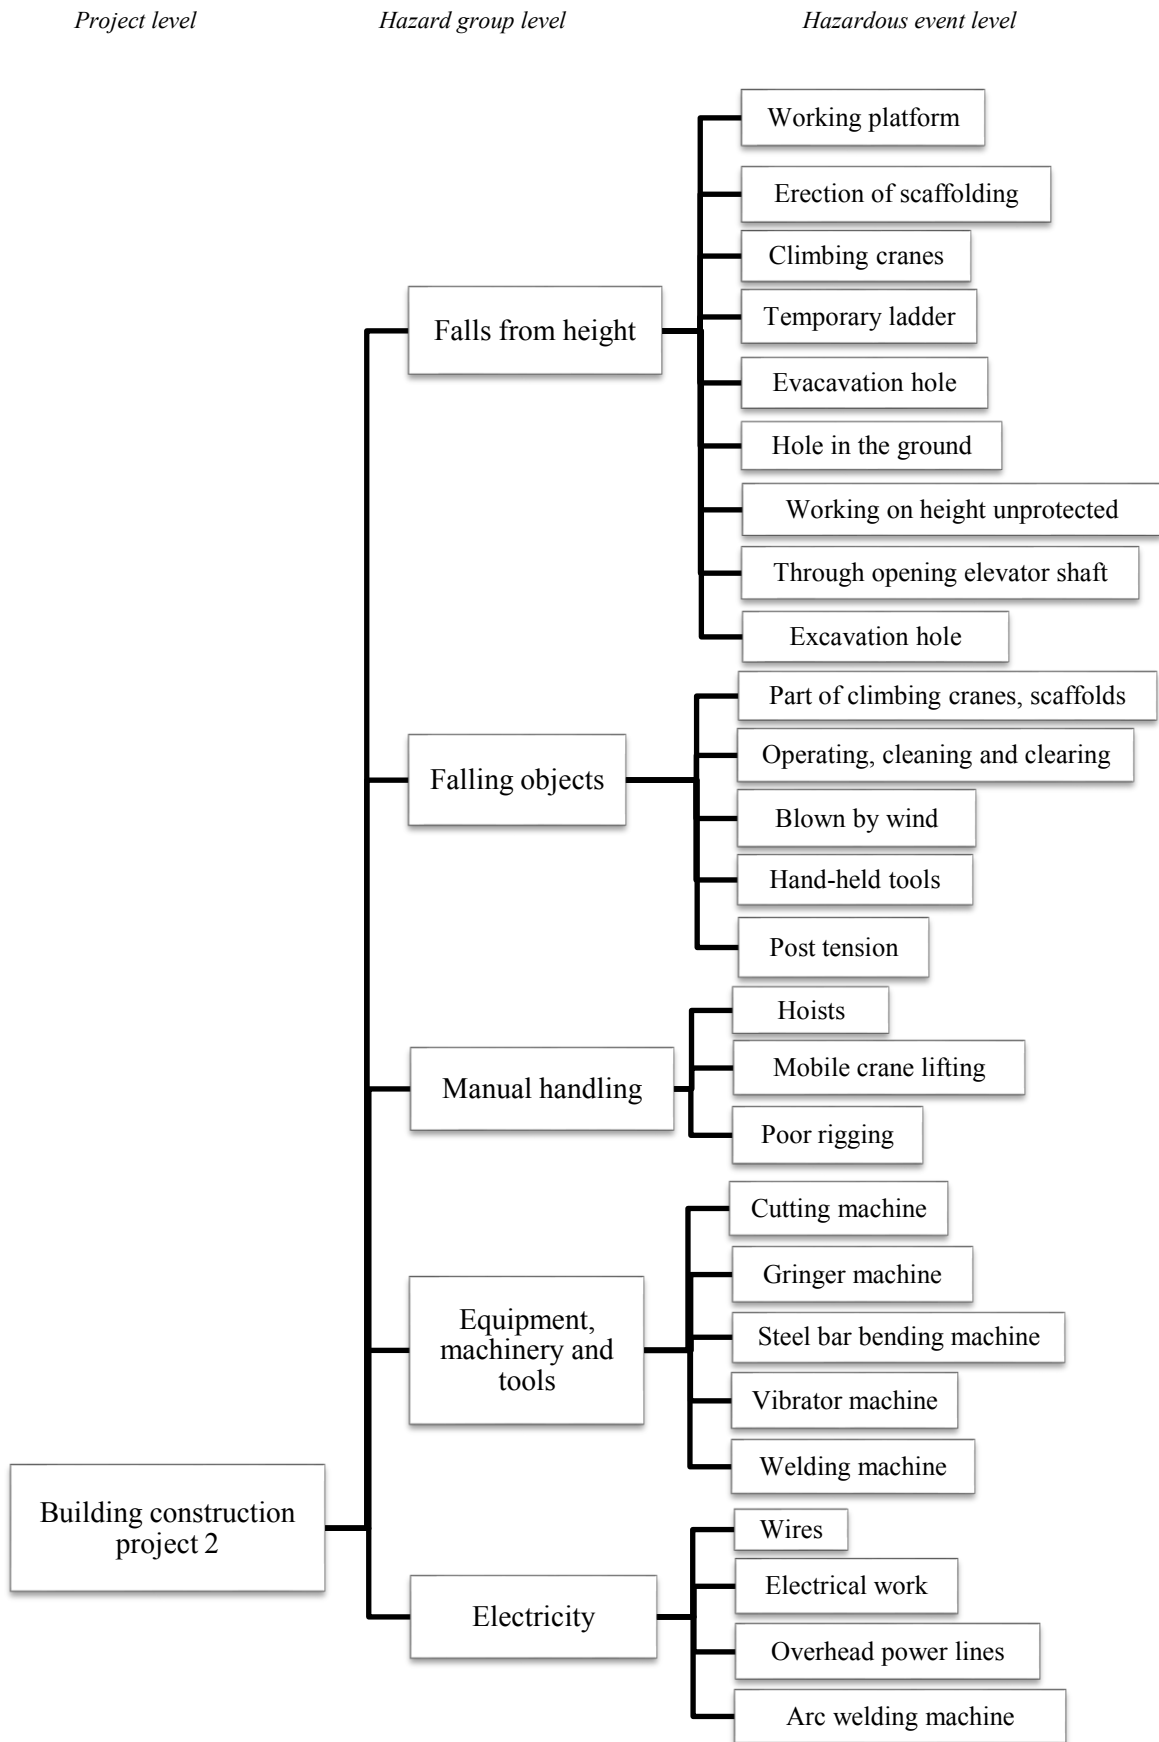 Project level
Hazard group level
Hazardous event level
Working platform
Erection of scaffolding
Climbing cranes
Falls from height
Temporary ladder
Evacavation hole
Hole in the ground
Working on height unprotected
Through opening elevator shaft
Excavation hole
Part of climbing cranes, scaffolds
Operating, cleaning and clearing
Falling objects
Blown by wind
Hand-held tools
Post tension
Hoists
Mobile crane lifting
Manual handling
Poor rigging
Cutting machine
Gringer machine
Equipment,
machinery and
tools
Steel bar bending machine
Vibrator machine
Welding machine
Building construction
project 2
Wires
Electrical work
Electricity
Overhead power lines
Arc welding machine